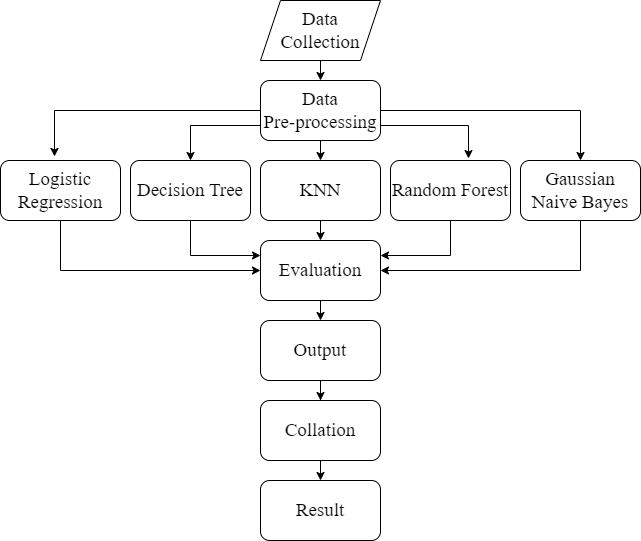 Data
Collection
Data
Pre-processing
Logistic
Regression
Decision Tree
KNN
Random Forest
Gaussian
Naive Bayes
Evaluation
Output
Collation
Result